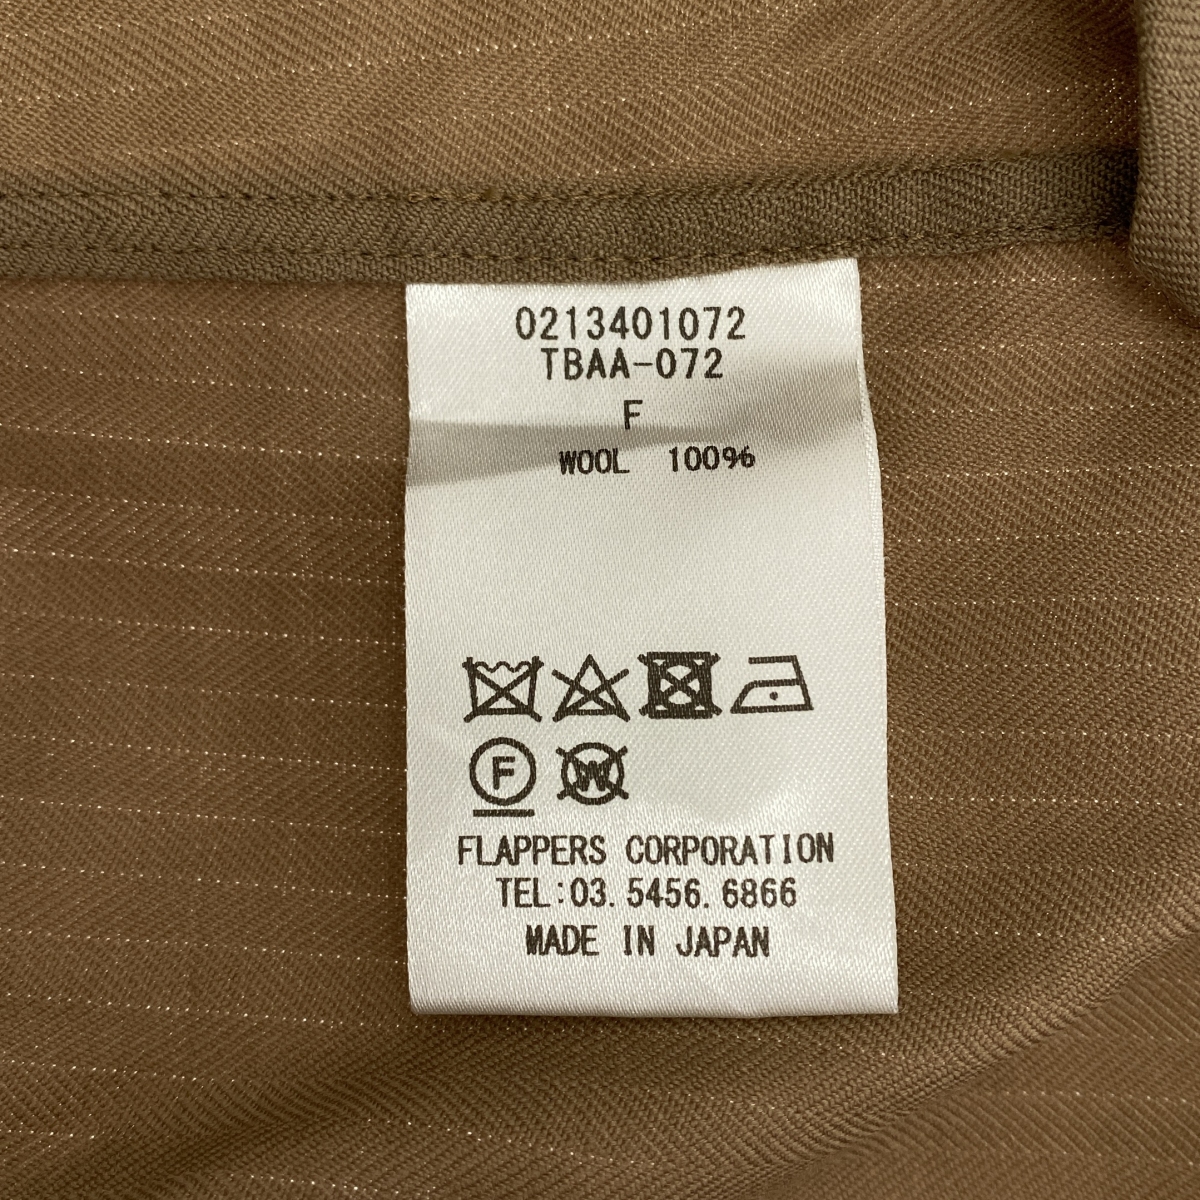 0213401072
TBAA-072
F
WOOL 100%
F W
FLAPPERS CORPORATION
TEL:03.5456.6866
MADE IN JAPAN